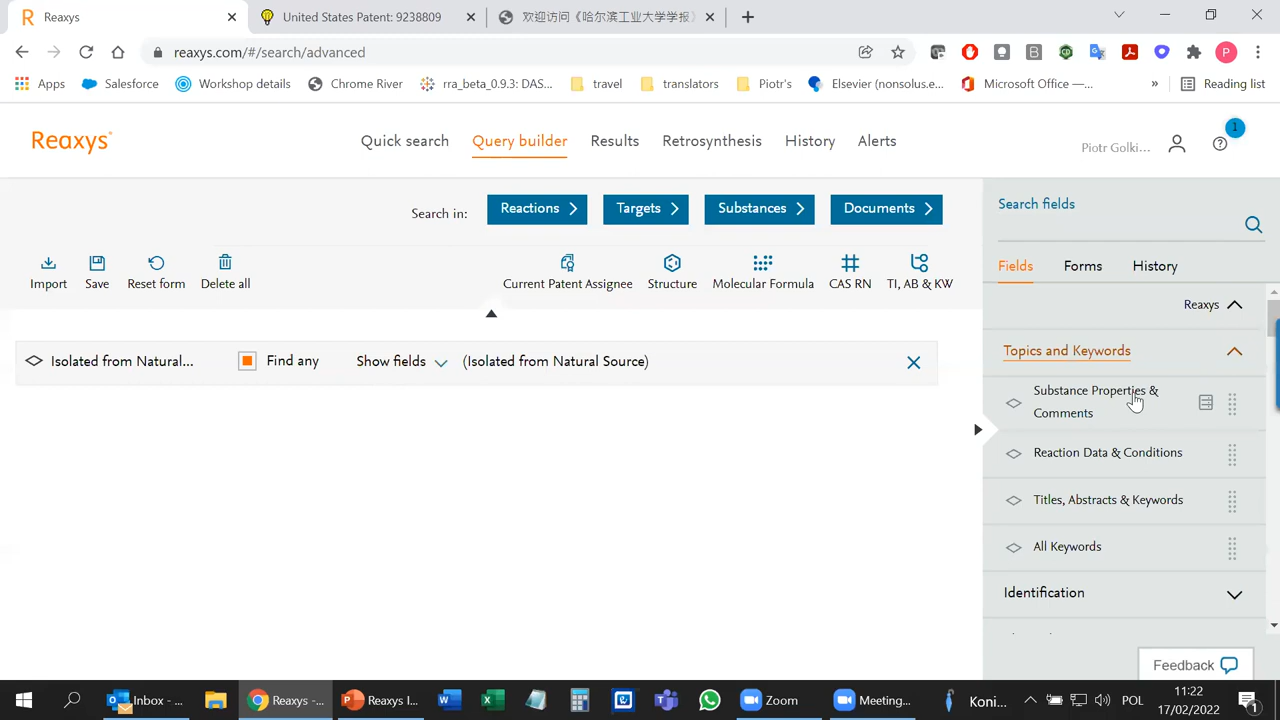 Reaxys
United States Patent: 9238809
欢迎访问《哈尔滨工业大学学报》
reaxys.com/#/search/advanced
P
Apps
Salesforce
Workshop details
Chrome River
rra_beta_0.9.3: DAS...
travel
translators
Piotr's
Elsevier (nonsolus.e...
Microsoft Office —...
»
Reading list
Reaxys
Quick search
Query builder
Results
Retrosynthesis
History
Alerts
Piotr Golki...
1
Search in:
Reactions
Targets
Substances
Documents
Search fields
Import
Save
Reset form
Delete all
Current Patent Assignee
Structure
Molecular Formula
CAS RN
TI, AB & KW
Fields
Forms
History
Reaxys
Isolated from Natural...
Find any
Show fields
(Isolated from Natural Source)
Topics and Keywords
Substance Properties &
Comments
Reaction Data & Conditions
Titles, Abstracts & Keywords
All Keywords
Identification
Feedback
Inbox - ...
Reaxys -...
Reaxys I...
Zoom
Meeting...
Koni...
POL
11:22
17/02/2022
1